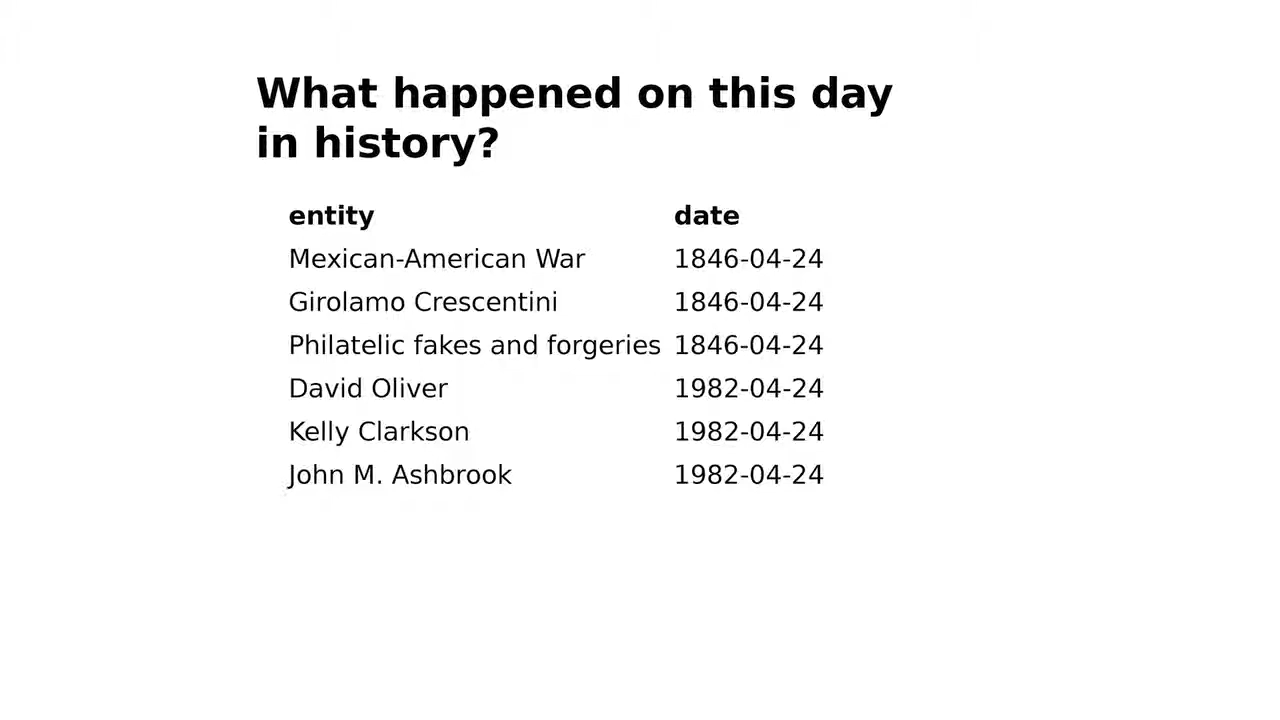 What happened on this day
in history?
entity date
Mexican-American War 1846-04-24
Girolamo Crescentini 1846-04-24
Philatelic fakes and forgeries 1846-04-24
David Oliver 1982-04-24
Kelly Clarkson 1982-04-24
John M. Ashbrook 1982-04-24